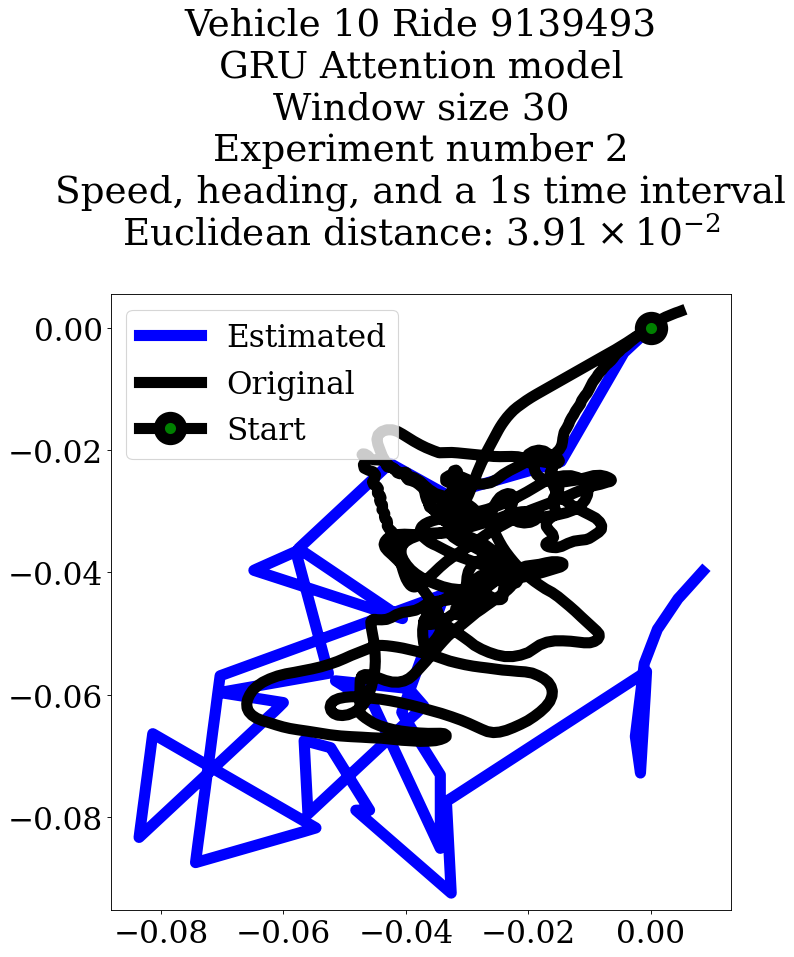 Vehicle 10 Ride 9139493
GRU Attention model
Window size 30
Experiment number 2
Speed, heading, and a 1s time interval
Euclidean distance: 3.91 × 10⁻²
Estimated
Original
Start
0.00
−0.02
−0.04
−0.06
−0.08
−0.08 −0.06 −0.04 −0.02 0.00